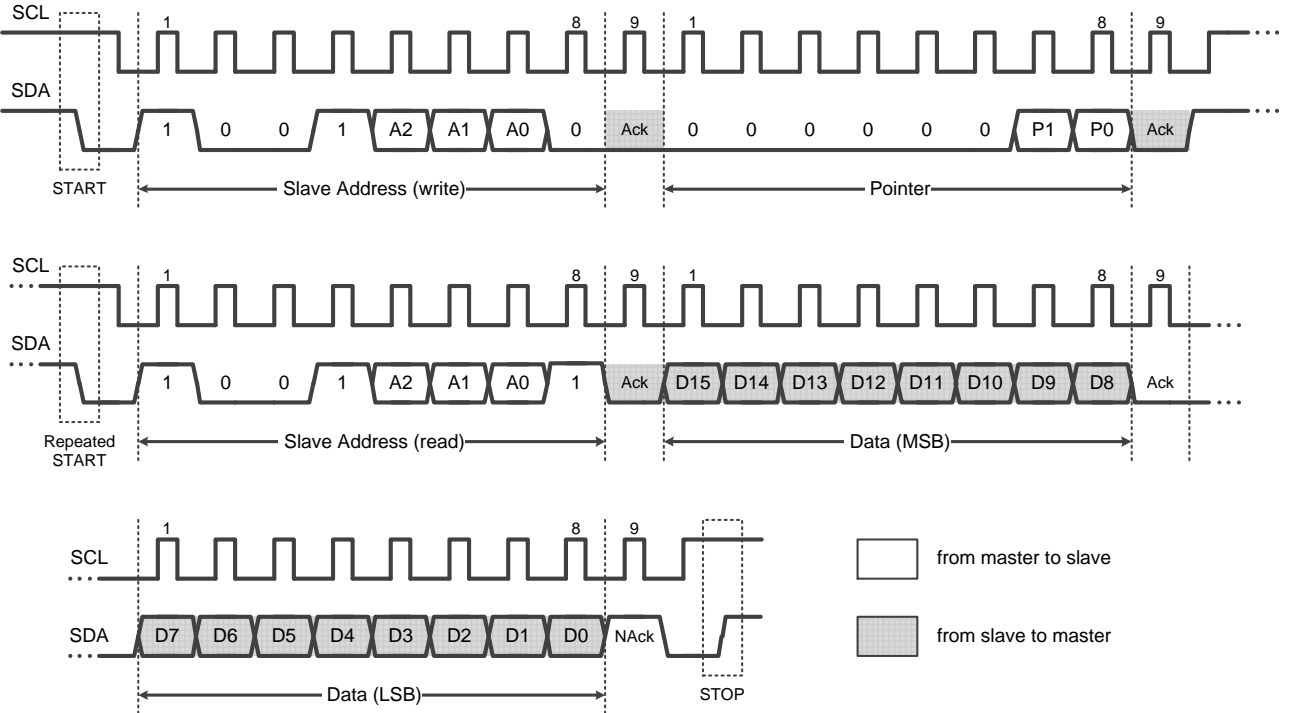 SCL
1 8 9 1 8 9
SDA
1 0 0 1 A2 A1 A0 0 Ack 0 0 0 0 0 0 P1 P0 Ack
START Slave Address (write) Pointer
SCL
1 8 9 1 8 9
SDA
1 0 0 1 A2 A1 A0 1 Ack D15 D14 D13 D12 D11 D10 D9 D8 Ack
Repeated
START
Slave Address (read) Data (MSB)
1 8 9
SCL
from master to slave
SDA D7 D6 D5 D4 D3 D2 D1 D0 NAck
from slave to master
Data (LSB) STOP